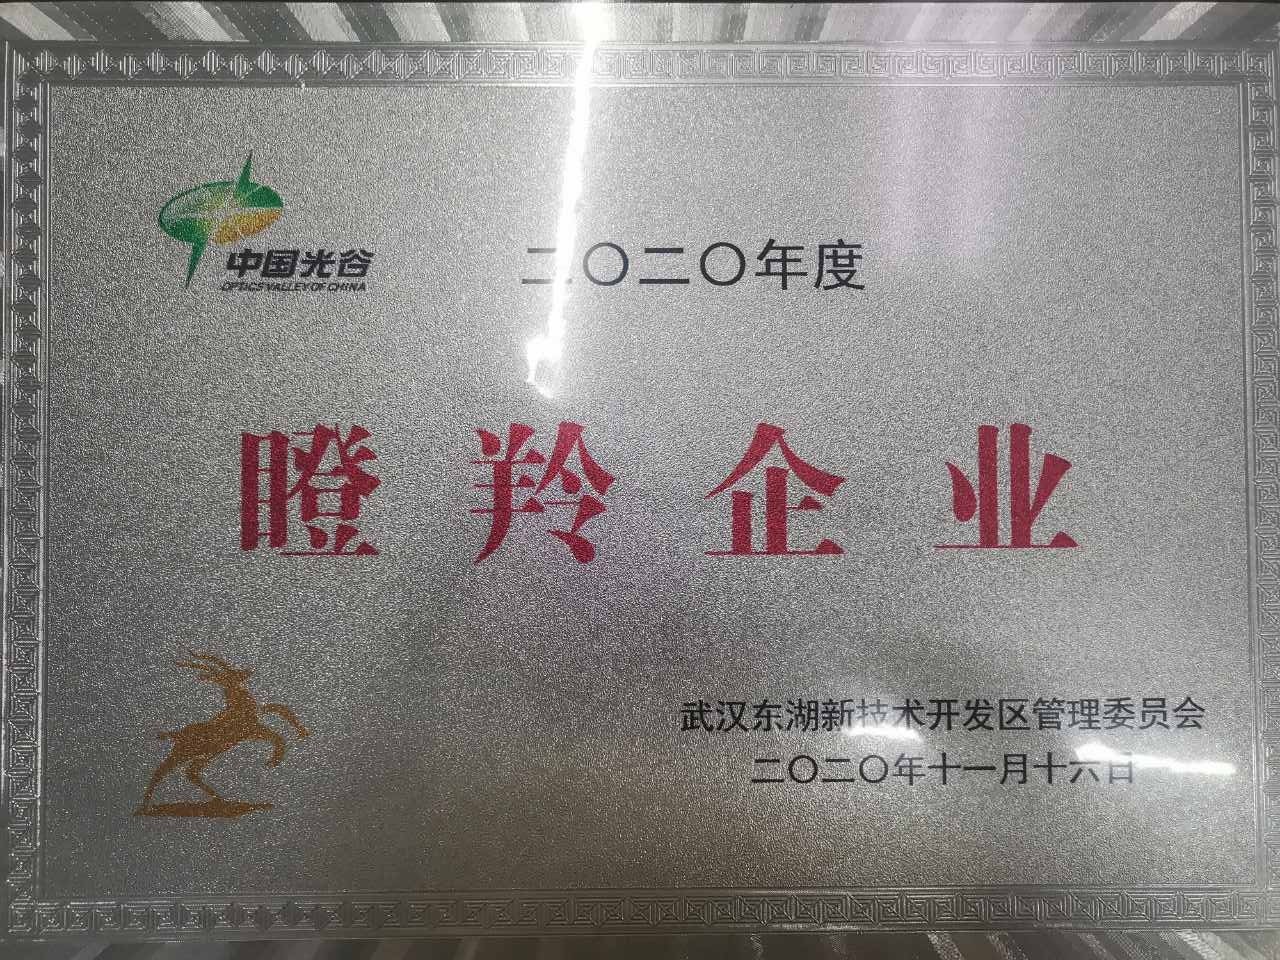 中国光谷
OPTICS VALLEY OF CHINA
二〇二〇年度
瞪羚企业
武汉东湖新技术开发区管理委员会
二〇二〇年十一月十六日